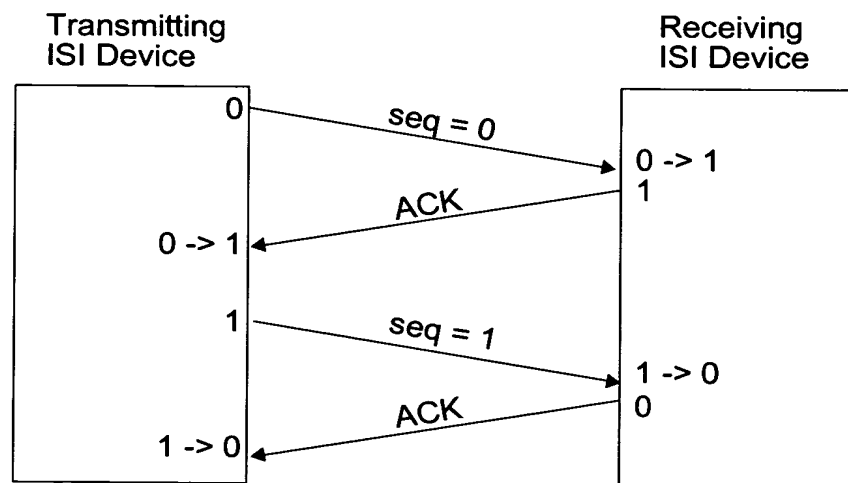 Transmitting
ISI Device
Receiving
ISI Device
0
seq = 0
0 -> 1
1
ACK
0 -> 1
1
seq = 1
1 -> 0
0
ACK
1 -> 0